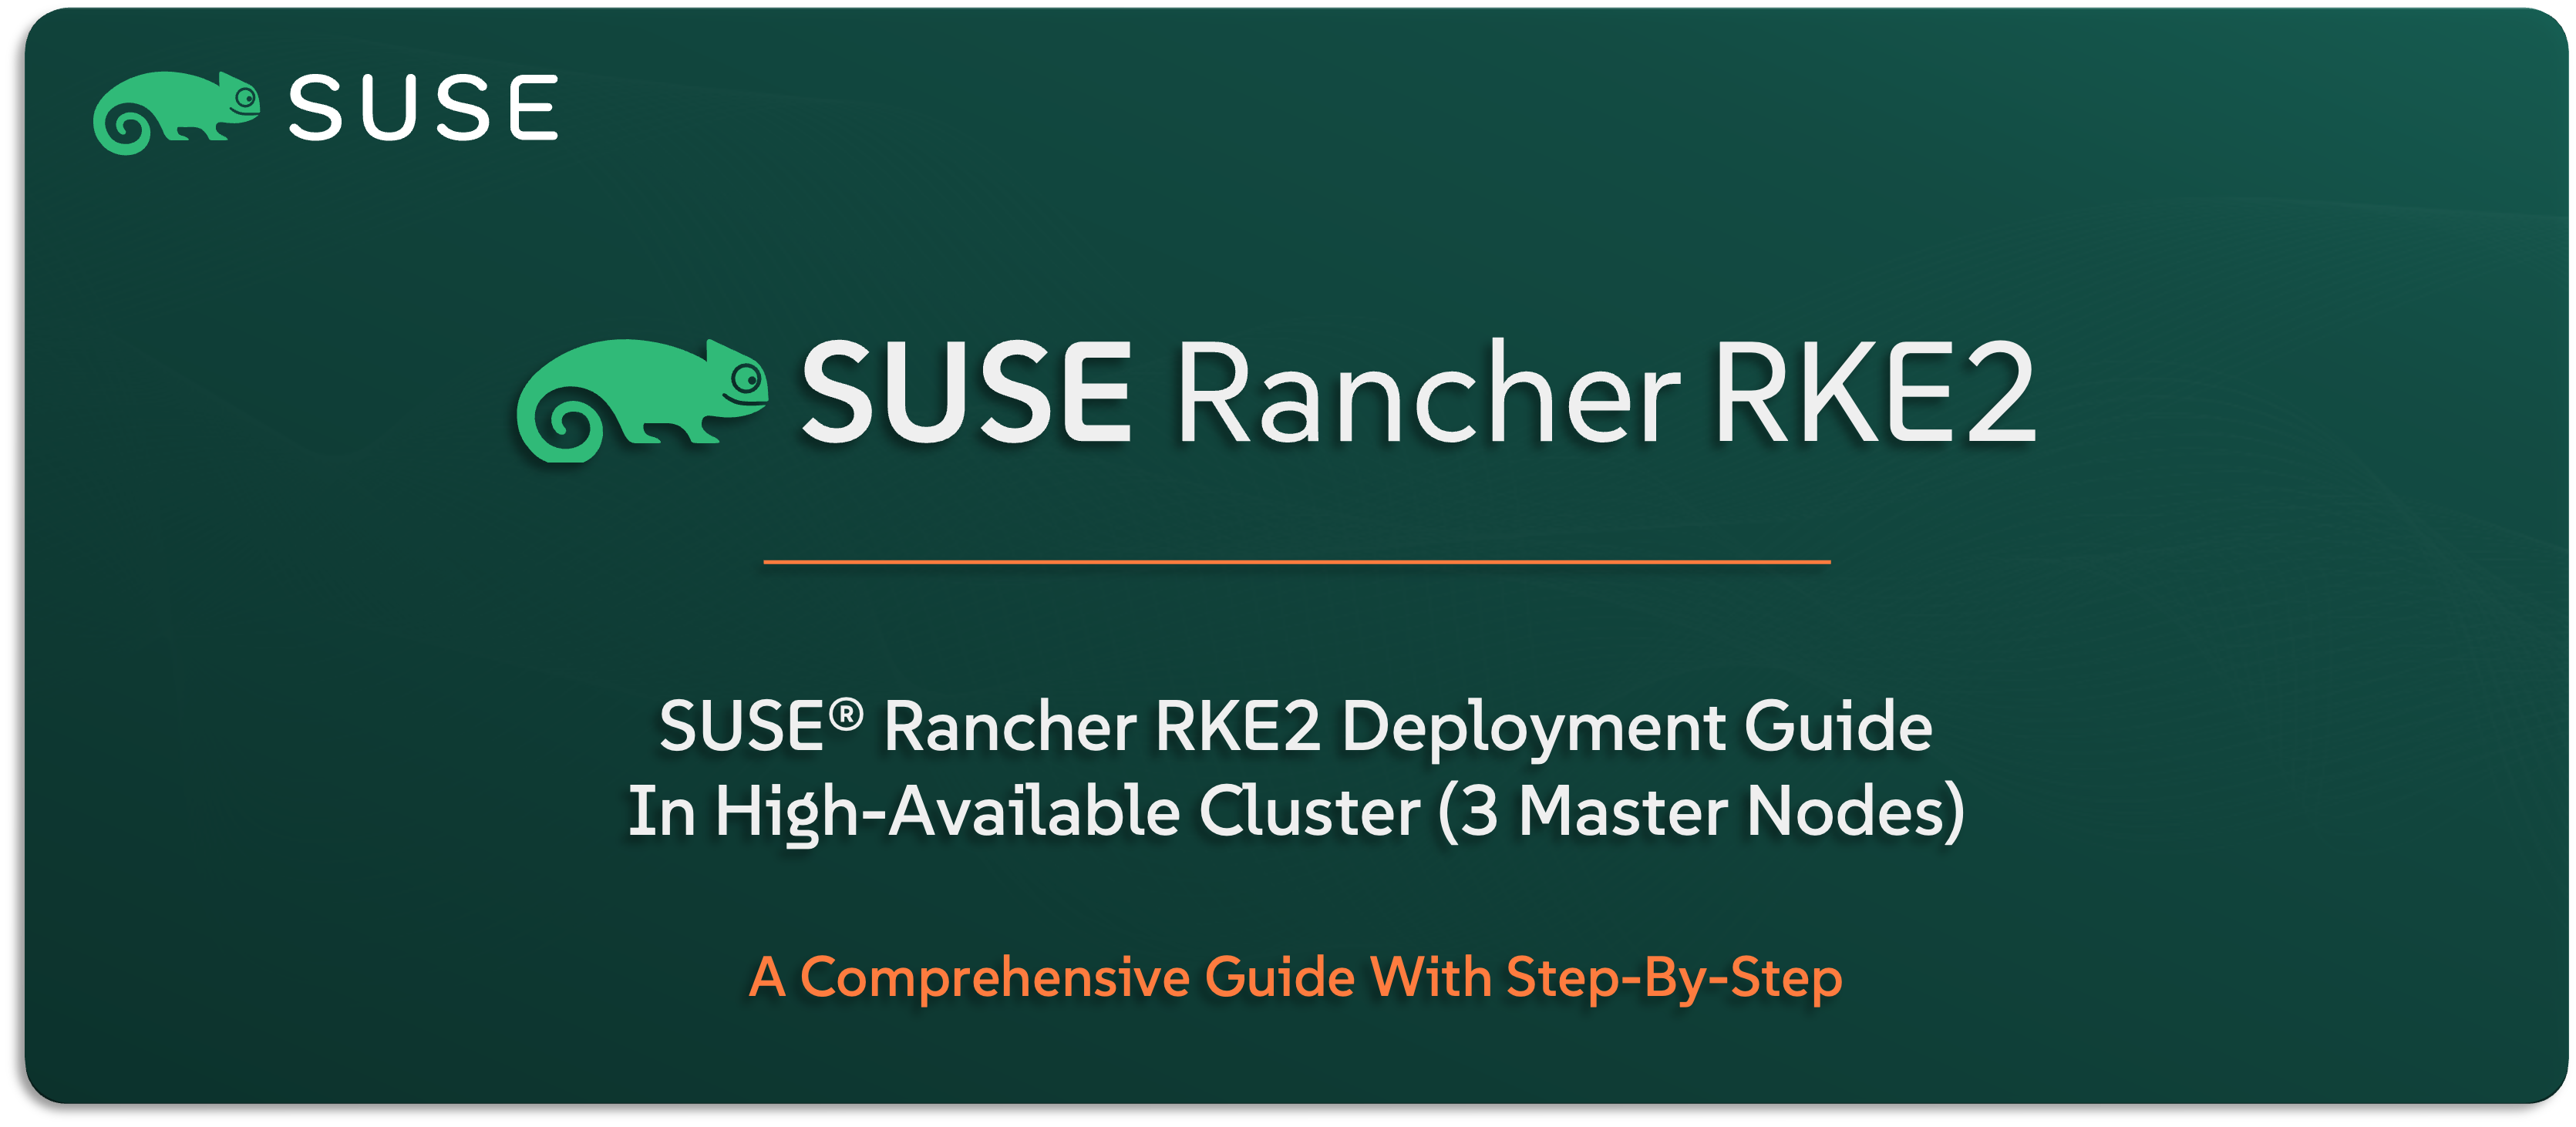 SUSE
SUSE Rancher RKE2
SUSE® Rancher RKE2 Deployment Guide
In High-Available Cluster (3 Master Nodes)
A Comprehensive Guide With Step-By-Step